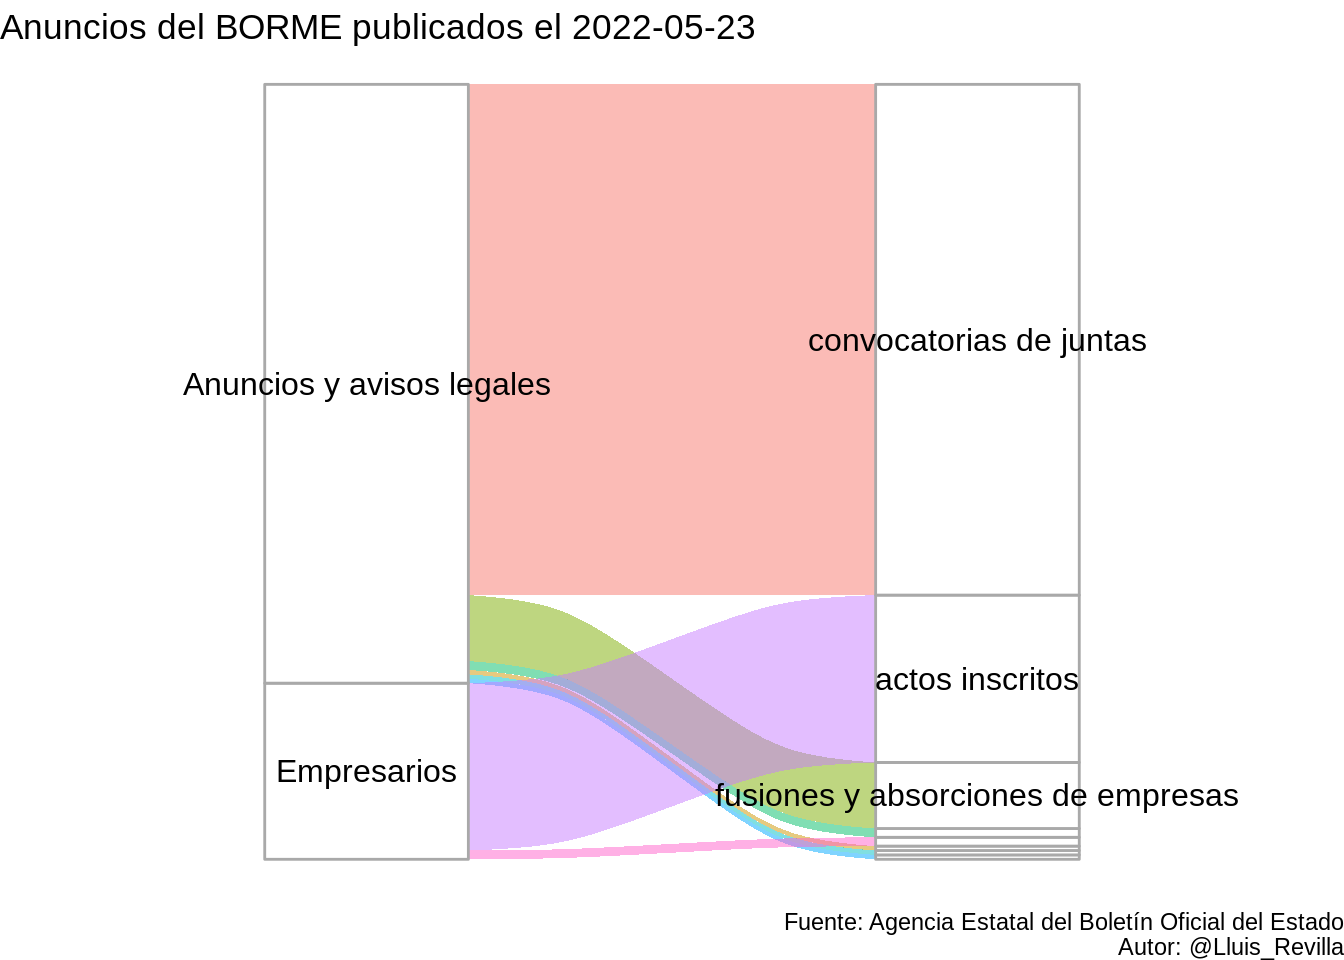 Anuncios del BORME publicados el 2022-05-23
convocatorias de juntas
Anuncios y avisos legales
actos inscritos
Empresarios
fusiones y absorciones de empresas
Fuente: Agencia Estatal del Boletín Oficial del Estado
Autor: @Lluis_Revilla